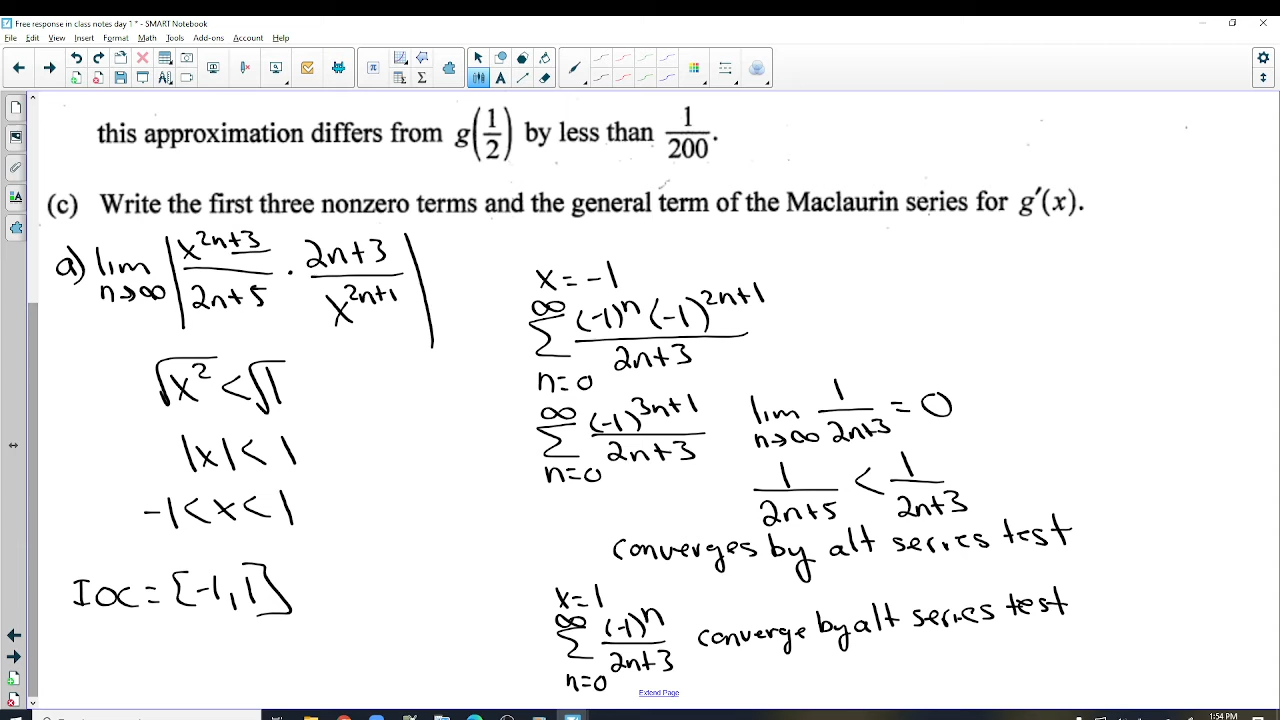 Free response in class notes day 1 * - SMART Notebook
File Edit View Insert Format Math Tools Add-ons Account Help
this approximation differs from g(1/2) by less than 1/200.
(c) Write the first three nonzero terms and the general term of the Maclaurin series for g′(x).
a) lim n→∞ | x^(2n+3)/(2n+5) · (2n+3)/x^(2n+1) |
√x² < √1
|x| < 1
-1 < x < 1
IOC = [-1, 1]
x = -1
∞ Σ n=0 (-1)^n (-1)^(2n+1) / (2n+3)
∞ Σ n=0 (-1)^(3n+1) / (2n+3)
lim n→∞ 1/(2n+3) = 0
1/(2n+5) < 1/(2n+3)
converges by alt series test
x = 1
∞ Σ n=0 (-1)^n / (2n+3) converge by alt series test
Extend Page
1:54 PM